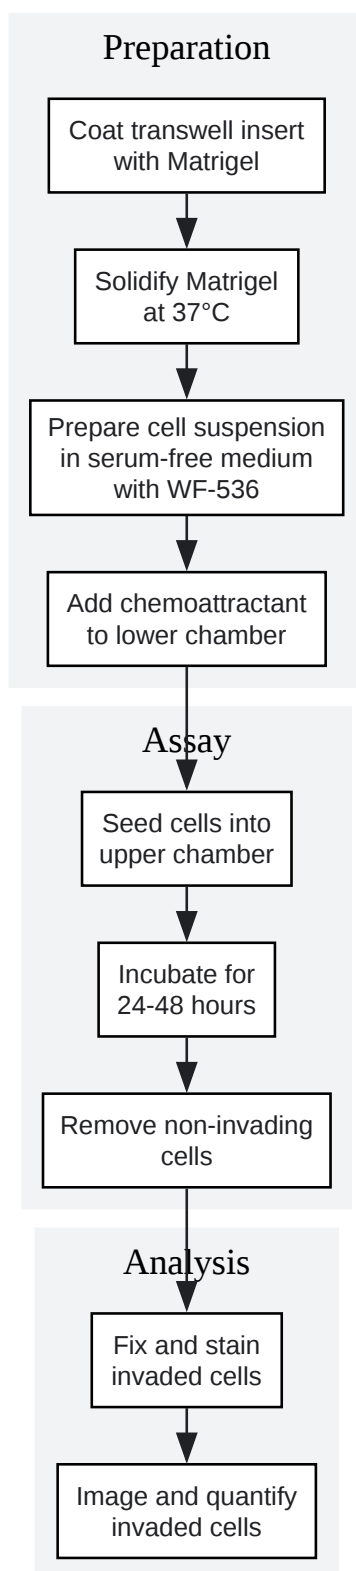 Preparation
Coat transwell insert
with Matrigel
Solidify Matrigel
at 37°C
Prepare cell suspension
in serum-free medium
with WF-536
Add chemoattractant
to lower chamber
Assay
Seed cells into
upper chamber
Incubate for
24-48 hours
Remove non-invading
cells
Analysis
Fix and stain
invaded cells
Image and quantify
invaded cells